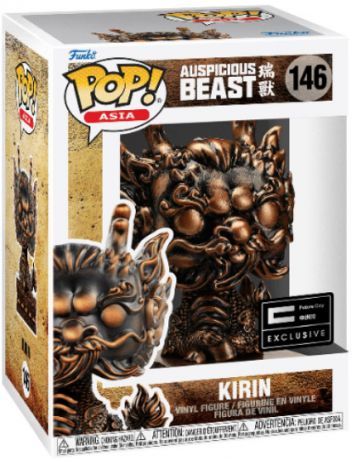 Funko
POP!
ASIA
AUSPICIOUS 瑞
BEAST 獸
146
EXCLUSIVE
KIRIN
VINYL FIGURE / FIGURINE EN VINYLE
FIGURA DE VINIL